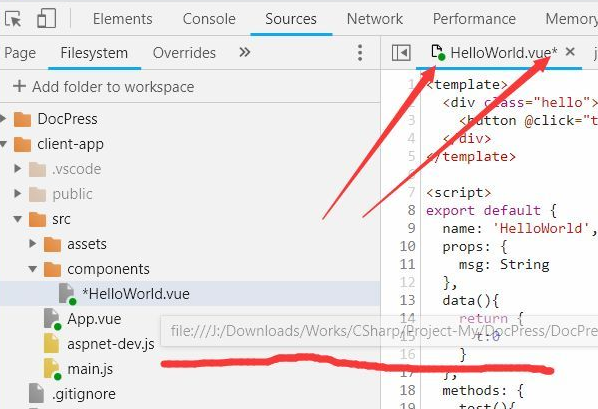 Elements Console Sources Network Performance Memory
Page Filesystem Overrides » HelloWorld.vue* ×
+ Add folder to workspace
DocPress
client-app
.vscode
public
src
assets
components
*HelloWorld.vue
App.vue
aspnet-dev.js
main.js
.gitignore
1 <template>
2 <div class="hello">
3 <button @click="t
4 </div>
5 </template>
6
7 <script>
8 export default {
9 name: 'HelloWorld',
10 props: {
11 msg: String
12 },
13 data(){
14 return {
15 t:0
16 }
17 },
18 methods: {
19 test(){
file:///J:/Downloads/Works/CSharp/Project-My/DocPress/DocPre